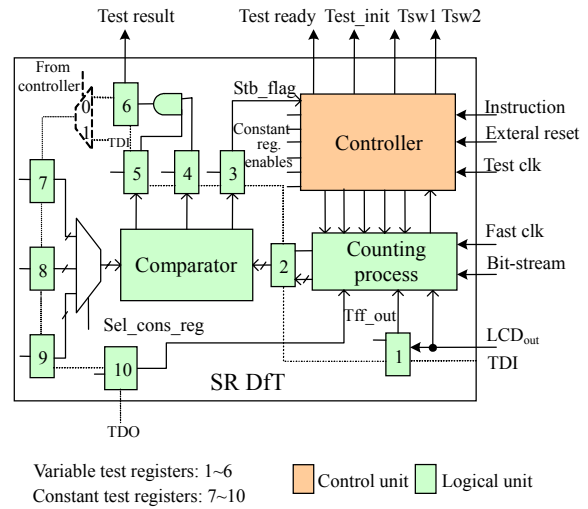 Test result
Test ready Test_init Tsw1 Tsw2
From
controller
0
1
TDI
6
Stb_flag
Constant
reg.
enables
Controller
Instruction
Exteral reset
Test clk
7
5
4
3
8
Comparator
2
Counting
process
Fast clk
Bit-stream
Sel_cons_reg
Tff_out
9
10
1
LCDout
TDI
SR DfT
TDO
Variable test registers: 1~6
Constant test registers: 7~10
Control unit
Logical unit